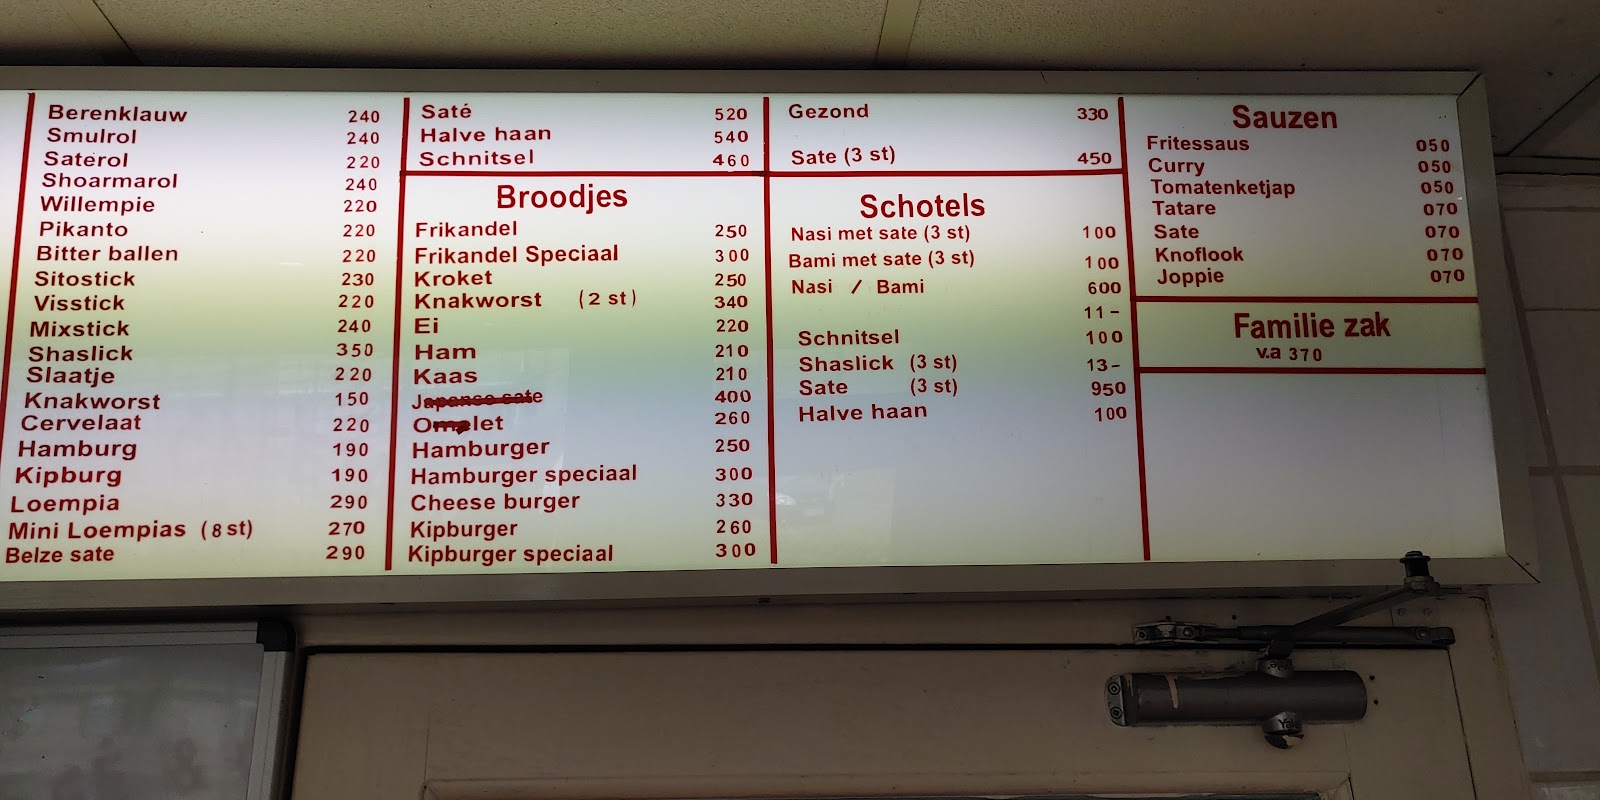 Berenklauw 240
Smulrol 240
Saterol 220
Shoarmarol 240
Willempie 220
Pikanto 220
Bitter ballen 220
Sitostick 230
Visstick 220
Mixstick 240
Shaslick 350
Slaatje 220
Knakworst 150
Cervelaat 220
Hamburg 190
Kipburg 190
Loempia 290
Mini Loempias (8 st) 270
Belze sate 290
Saté 520
Halve haan 540
Schnitsel 460
Broodjes
Frikandel 250
Frikandel Speciaal 300
Kroket 250
Knakworst (2 st) 340
Ei 220
Ham 210
Kaas 210
Japanse sate 400
Omelet 260
Hamburger 250
Hamburger speciaal 300
Cheese burger 330
Kipburger 260
Kipburger speciaal 300
Gezond 330
Sate (3 st) 450
Schotels
Nasi met sate (3 st) 100
Bami met sate (3 st) 100
Nasi / Bami 600
11-
Schnitsel 100
Shaslick (3 st) 13-
Sate (3 st) 950
Halve haan 100
Sauzen
Fritessaus 050
Curry 050
Tomatenketjap 050
Tatare 070
Sate 070
Knoflook 070
Joppie 070
Familie zak
v.a 370